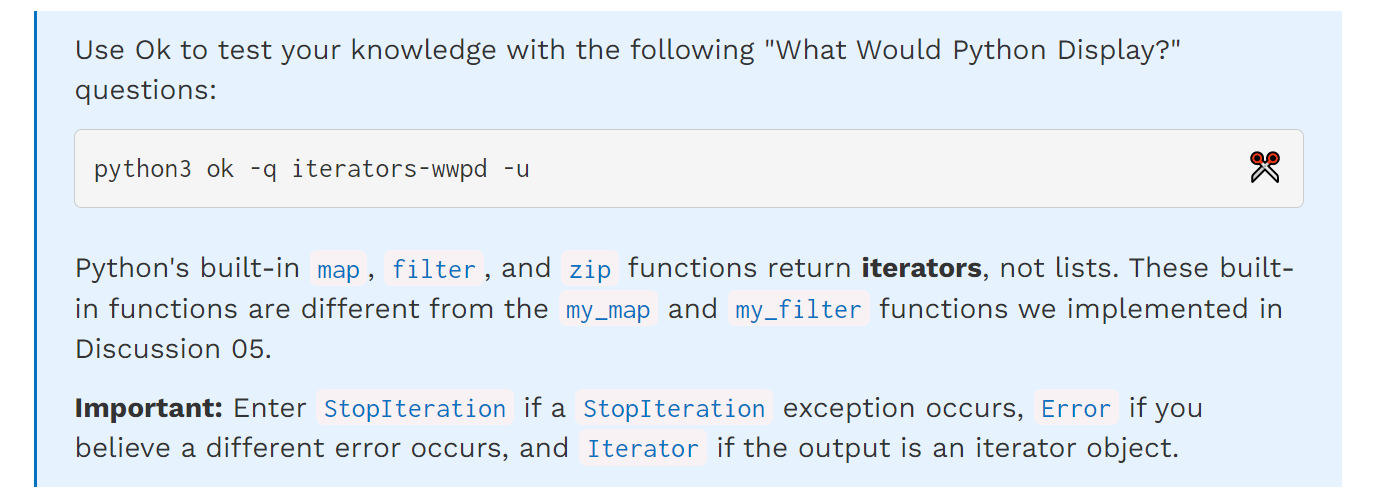 Use Ok to test your knowledge with the following "What Would Python Display?"
questions:
python3 ok -q iterators-wwpd -u
Python's built-in map, filter, and zip functions return iterators, not lists. These built-
in functions are different from the my_map and my_filter functions we implemented in
Discussion 05.
Important: Enter StopIteration if a StopIteration exception occurs, Error if you
believe a different error occurs, and Iterator if the output is an iterator object.